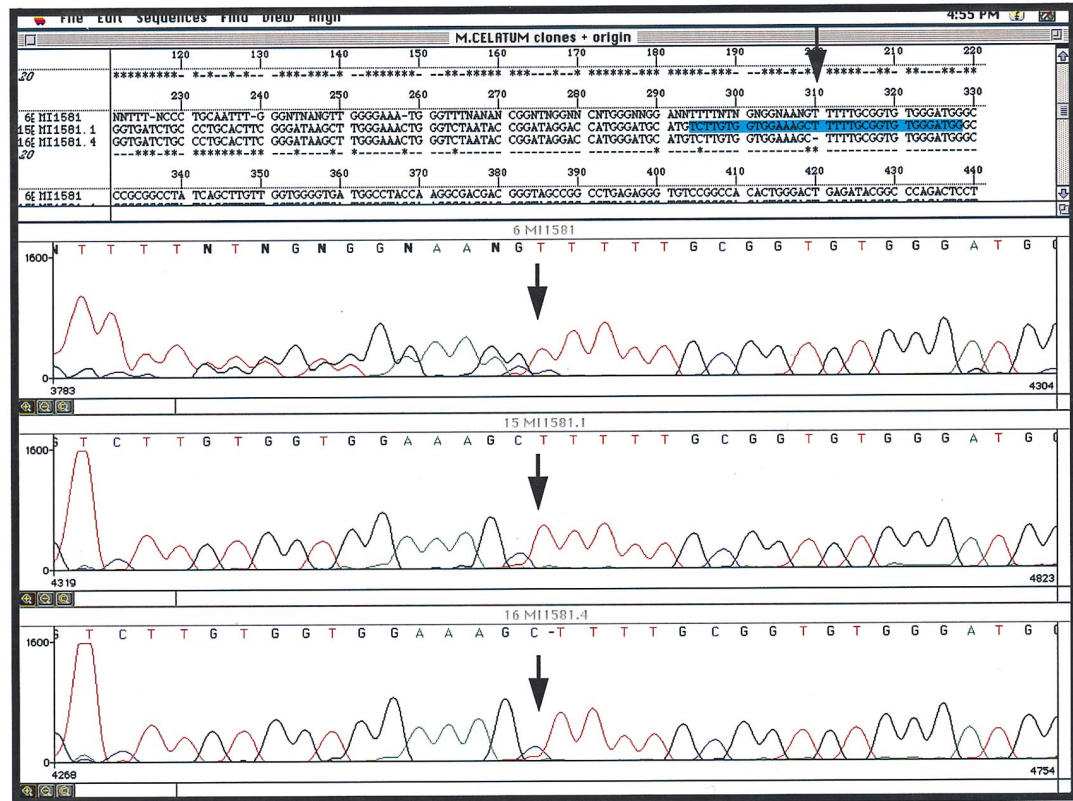 File Edit Sequences Find View Align 4:55 PM
M.CELATUM clones + origin
120 130 140 150 160 170 180 190 200 210 220
.20
230 240 250 260 270 280 290 300 310 320 330
MI1581 NNTTT-NCCC TGCAATTT-G GGNTNANGTT GGGGAAA-TG GGTTTNANAN CGGNTNGGNN CNTGGGNNGG ANNTTTTNTN GNGGNAANGT TTTTGCGGTG TGGGATGGGC
MI1581.1 GGTGATCTGC CCTGCACTTC GGGATAAGCT TGGGAAACTG GGTCTAATAC CGGATAGGAC CATGGGATGC ATGTCTTGTG GTGGAAAGCT TTTTGCGGTG TGGGATGGGC
MI1581.4 GGTGATCTGC CCTGCACTTC GGGATAAGCT TGGGAAACTG GGTCTAATAC CGGATAGGAC CATGGGATGC ATGTCTTGTG GTGGAAAGC- TTTTGCGGTG TGGGATGGGC
.20
340 350 360 370 380 390 400 410 420 430 440
MI1581 CCGCGGCCTA TCAGCTTGTT GGTGGGGTGA TGGCCTACCA AGGCGACGAC GGGTAGCCGG CCTGAGAGGG TGTCCGGCCA CACTGGGACT GAGATACGGC CCAGACTCCT
6 MI1581
N T T T T N T N G N G G N A A N G T T T T T G C G G T G T G G G A T G G
1600
0
3783 4304
15 MI1581.1
G T C T T G T G G T G G A A A G C T T T T T G C G G T G T G G G A T G G
1600
0
4319 4823
16 MI1581.4
G T C T T G T G G T G G A A A G C - T T T T G C G G T G T G G G A T G G
1600
0
4268 4754